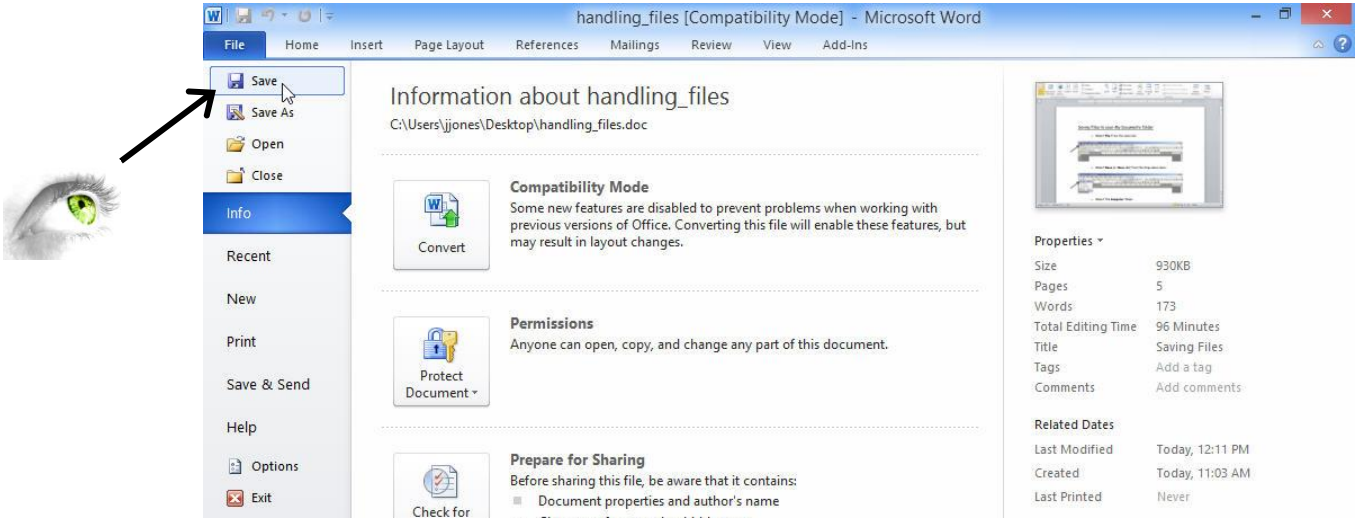 handling_files [Compatibility Mode] - Microsoft Word
File Home Insert Page Layout References Mailings Review View Add-Ins
Save
Save As
Open
Close
Info
Recent
New
Print
Save & Send
Help
Options
Exit
Information about handling_files
C:\Users\jjones\Desktop\handling_files.doc
Convert
Compatibility Mode
Some new features are disabled to prevent problems when working with
previous versions of Office. Converting this file will enable these features, but
may result in layout changes.
Protect
Document
Permissions
Anyone can open, copy, and change any part of this document.
Check for
Prepare for Sharing
Before sharing this file, be aware that it contains:
Document properties and author's name
Properties
Size 930KB
Pages 5
Words 173
Total Editing Time 96 Minutes
Title Saving Files
Tags Add a tag
Comments Add comments
Related Dates
Last Modified Today, 12:11 PM
Created Today, 11:03 AM
Last Printed Never